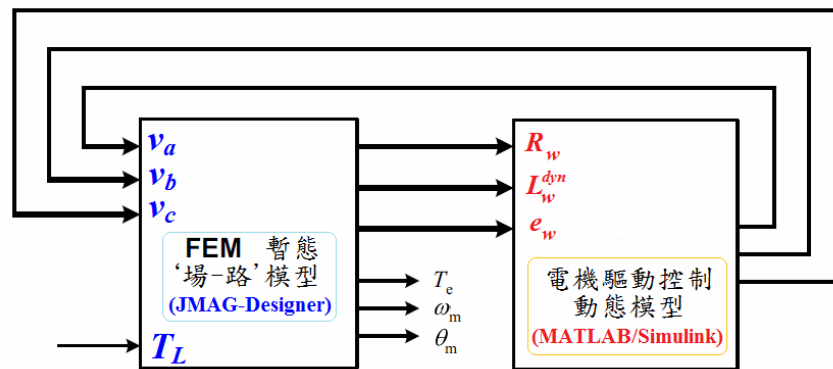 v_a
v_b
v_c
FEM 暫態
‘場-路’模型
(JMAG-Designer)
T_L
T_e
ω_m
θ_m
R_w
L_w^{dyn}
e_w
電機驅動控制
動態模型
(MATLAB/Simulink)